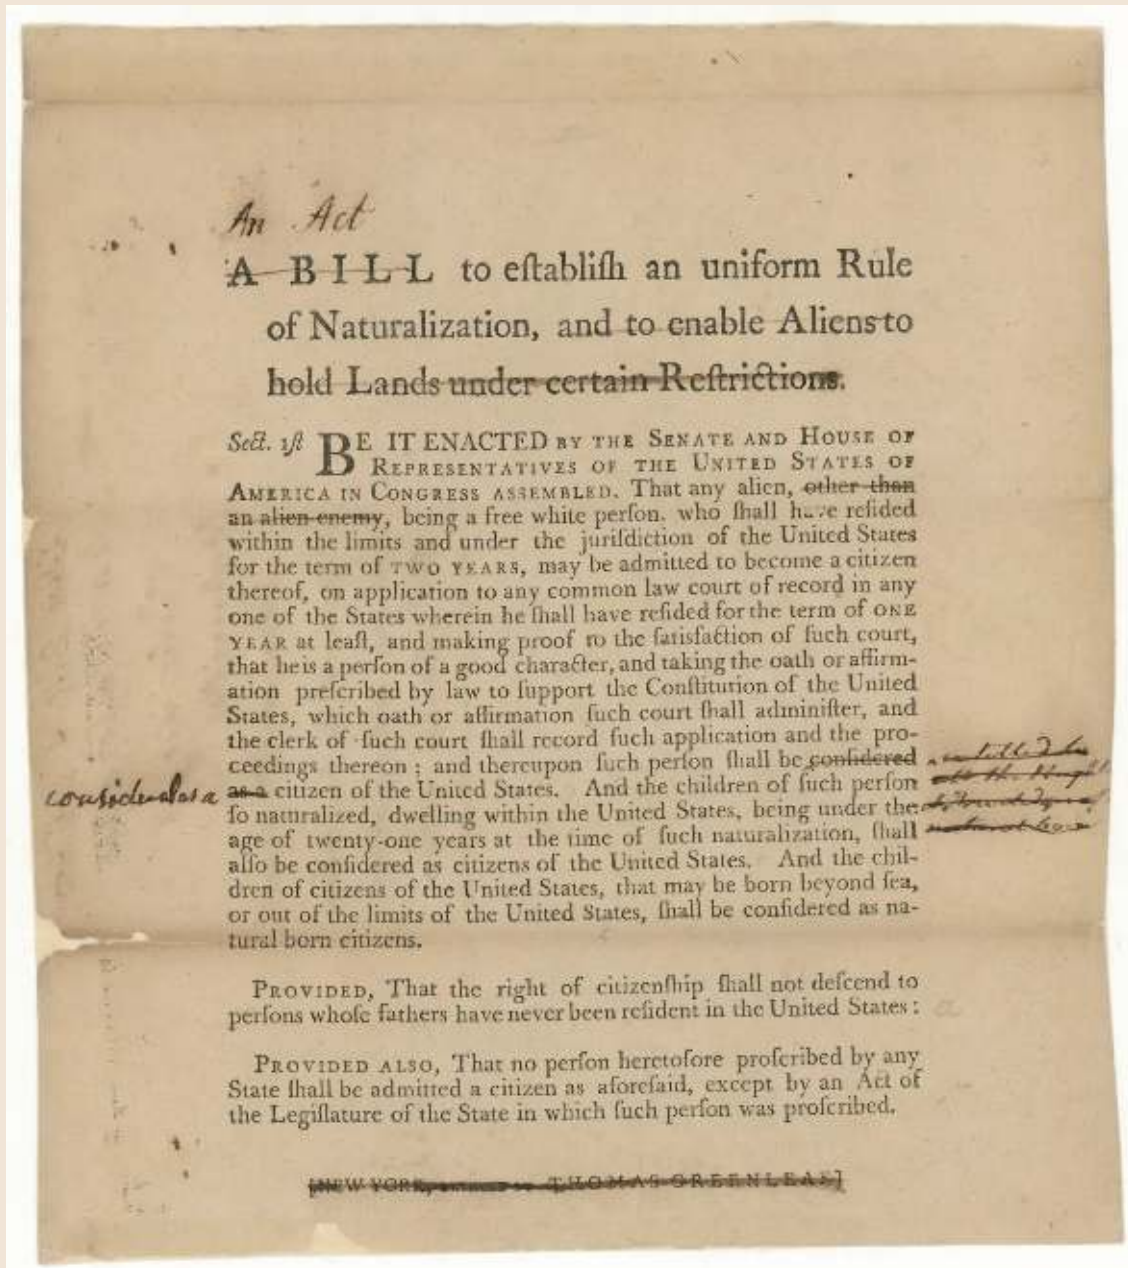 An Act
A BILL to eſtabliſh an uniform Rule
of Naturalization, and to enable Aliens to
hold Lands under certain Reſtrictions.
Sect. 1ſt BE IT ENACTED BY THE SENATE AND HOUSE OF
REPRESENTATIVES OF THE UNITED STATES OF
AMERICA IN CONGRESS ASSEMBLED, That any alien, other than
an alien enemy, being a free white perſon, who ſhall have reſided
within the limits and under the juriſdiction of the United States
for the term of TWO YEARS, may be admitted to become a citizen
thereof, on application to any common law court of record in any
one of the States wherein he ſhall have reſided for the term of ONE
YEAR at leaſt, and making proof to the ſatisfaction of ſuch court,
that he is a perſon of a good character, and taking the oath or affirm-
ation preſcribed by law to ſupport the Conſtitution of the United
States, which oath or affirmation ſuch court ſhall adminiſter, and
the clerk of ſuch court ſhall record ſuch application and the pro-
ceedings thereon ; and thereupon ſuch perſon ſhall be conſidered
considered as a
as a citizen of the United States. And the children of ſuch perſon
ſo naturalized, dwelling within the United States, being under the
age of twenty-one years at the time of ſuch naturalization, ſhall
alſo be conſidered as citizens of the United States. And the chil-
dren of citizens of the United States, that may be born beyond ſea,
or out of the limits of the United States, ſhall be conſidered as na-
tural born citizens.
PROVIDED, That the right of citizenſhip ſhall not deſcend to
perſons whoſe fathers have never been reſident in the United States :
PROVIDED ALSO, That no perſon heretofore proſcribed by any
State ſhall be admitted a citizen as aforeſaid, except by an Act of
the Legiſlature of the State in which ſuch perſon was proſcribed.
[NEW YORK, THOMAS GREENLEAF]